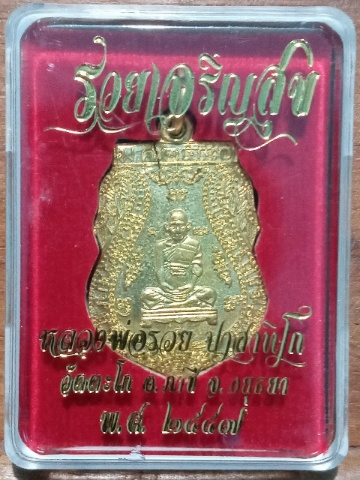 รวยเจริญสุข
หลวงพ่อรวย ปาสาทิโก
วัดตะโก อ.ภาชี จ.อยุธยา
พ.ศ. ๒๕๕๗